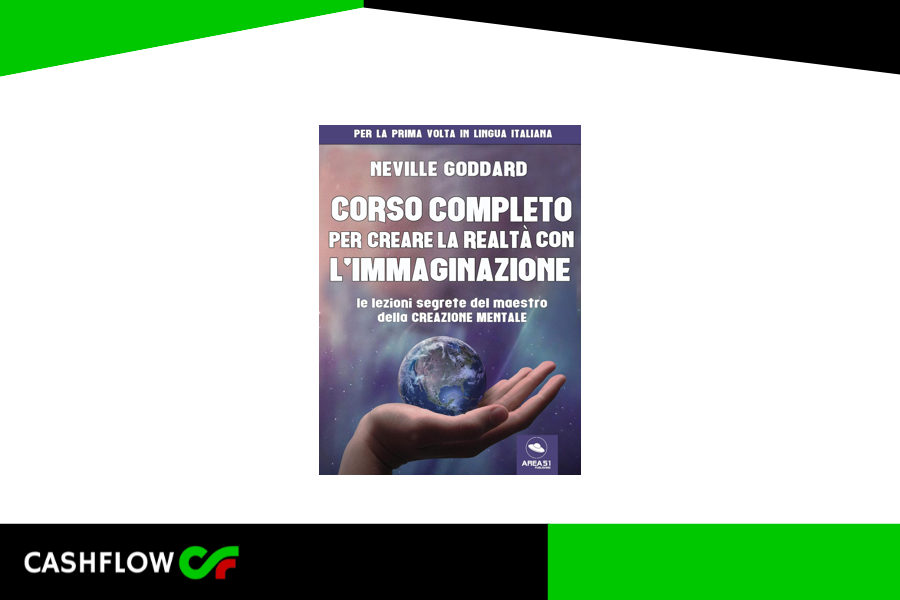 PER LA PRIMA VOLTA IN LINGUA ITALIANA
NEVILLE GODDARD
CORSO COMPLETO
PER CREARE LA REALTÀ CON
L'IMMAGINAZIONE
le lezioni segrete del maestro
della CREAZIONE MENTALE
AREA51
PUBLISHING
CASHFLOW